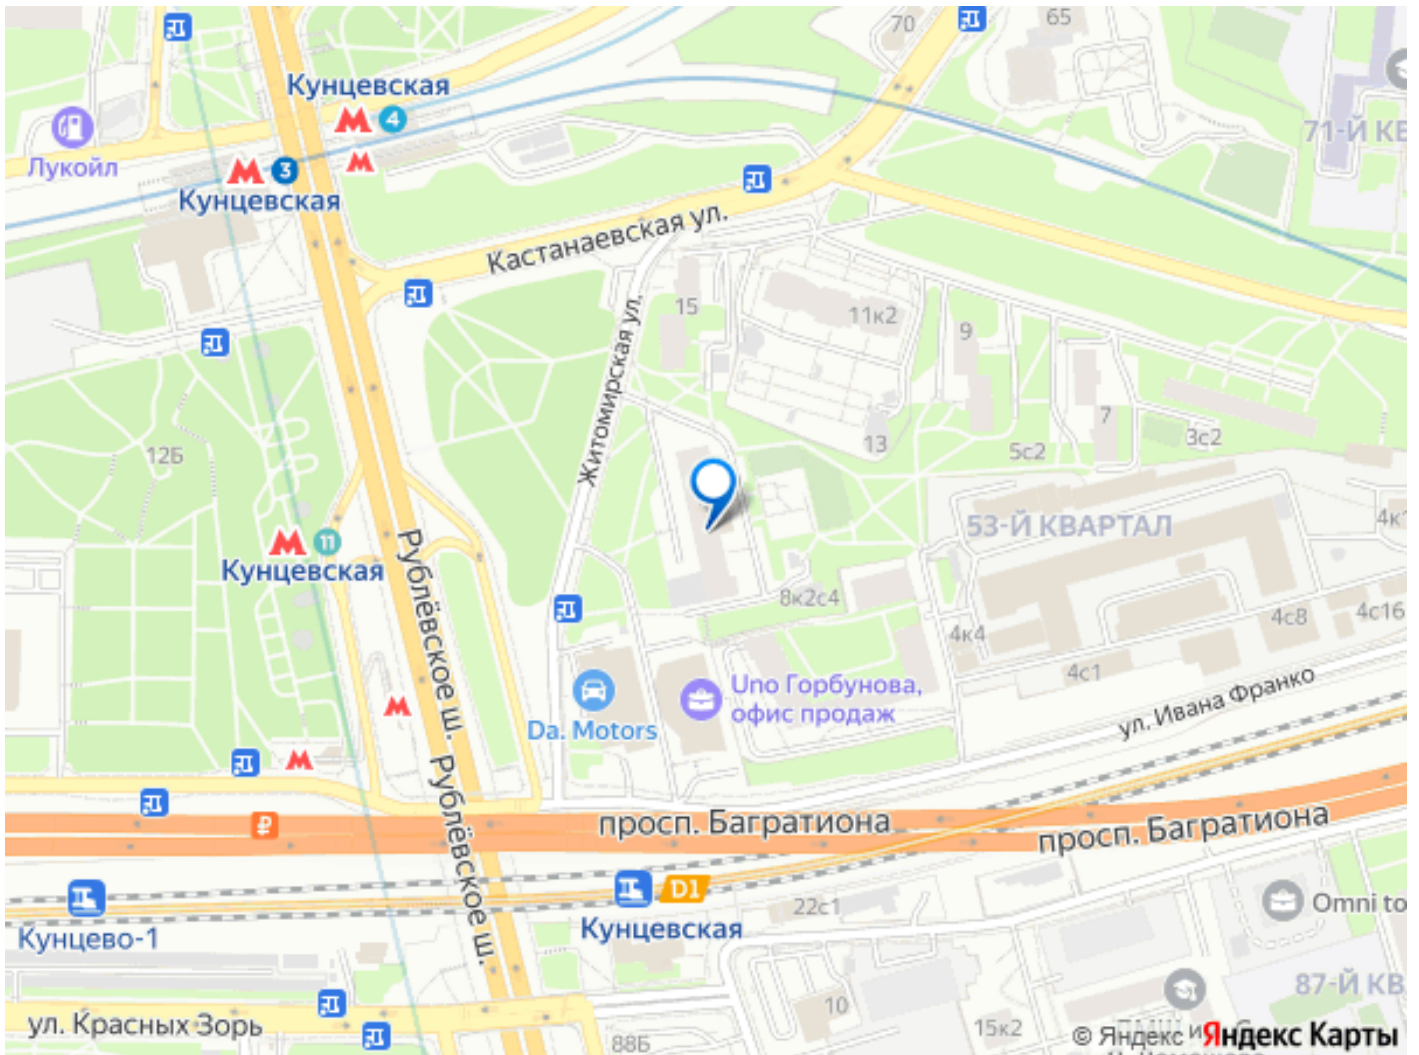 70
65
Кунцевская
4
71-Й КВ
Лукойл
3
Кунцевская
Кастанаевская ул.
15
11к2
9
Житомирская ул.
7
13
3с2
12Б
5с2
53-Й КВАРТАЛ
11
Кунцевская
Рублёвское ш.
8к2с4
4с8
4с16
4к4
4с1
Uno Горбунова,
офис продаж
ул. Ивана Франко
Da. Motors
Рублёвское ш.
просп. Багратиона
просп. Багратиона
D1
22с1
Omni to
Кунцево-1
Кунцевская
87-Й КВ
10
ул. Красных Зорь
15к2
88Б
© Яндекс
Яндекс Карты